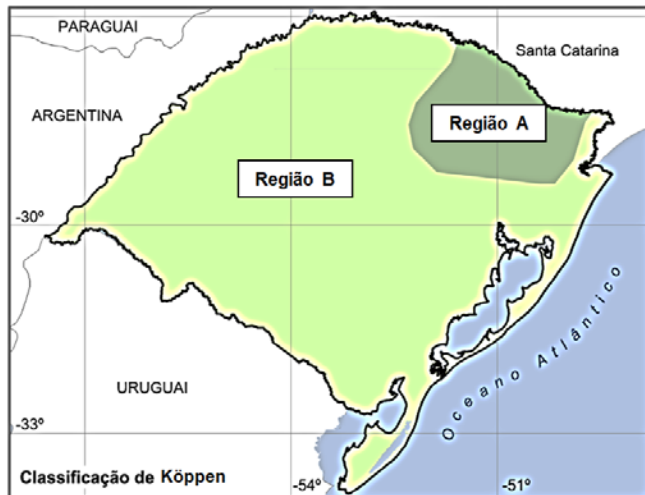 PARAGUAI
Santa Catarina
ARGENTINA
Região A
Região B
-30º
Oceano Atlântico
URUGUAI
-33º
Classificação de Köppen
-54º
-51º